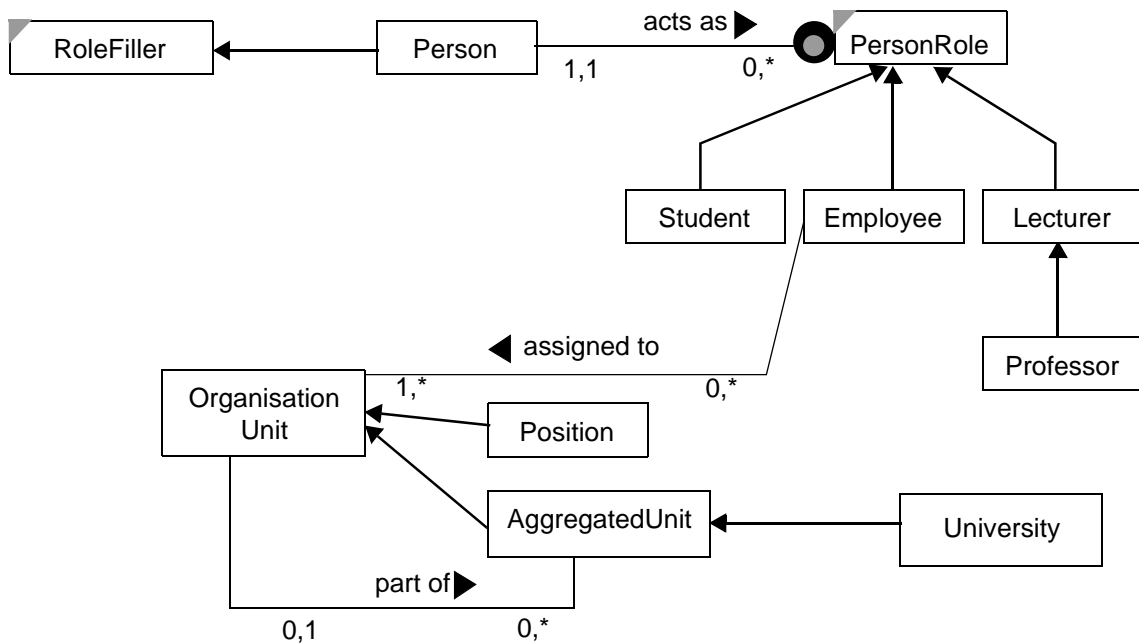 acts as
RoleFiller
Person
PersonRole
1,1
0,*
Student
Employee
Lecturer
assigned to
Professor
1,*
0,*
Organisation
Unit
Position
AggregatedUnit
University
part of
0,1
0,*